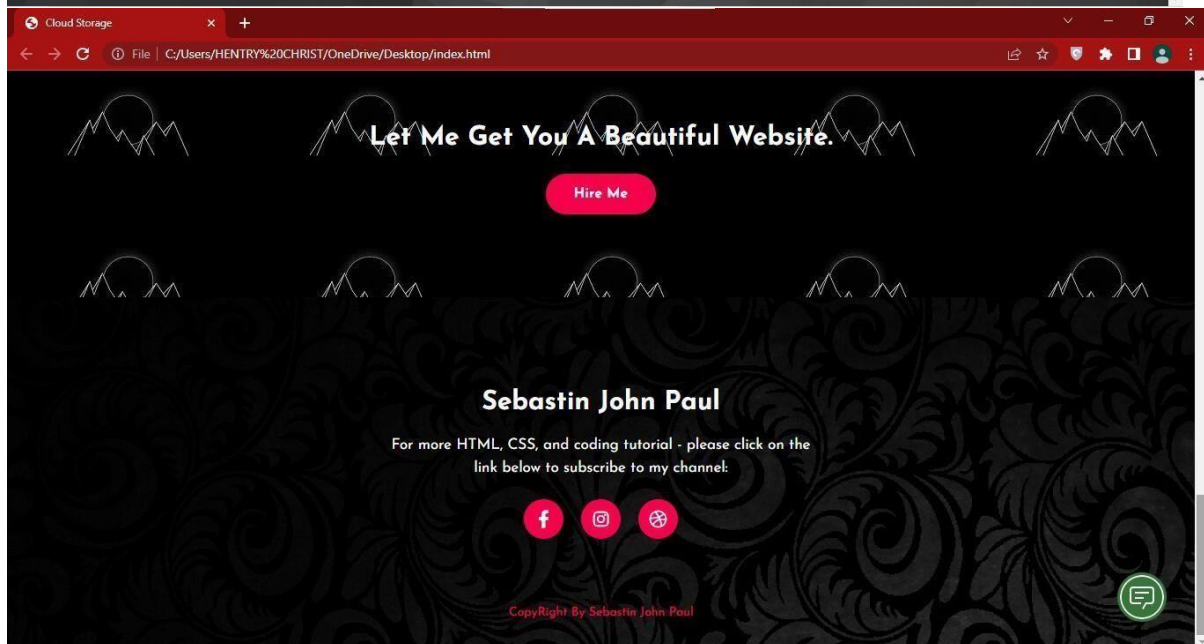 Cloud Storage
File | C:/Users/HENTRY%20CHRIST/OneDrive/Desktop/index.html
Let Me Get You A Beautiful Website.
Hire Me
Sebastin John Paul
For more HTML, CSS, and coding tutorial - please click on the
link below to subscribe to my channel:
CopyRight By Sebastin John Paul